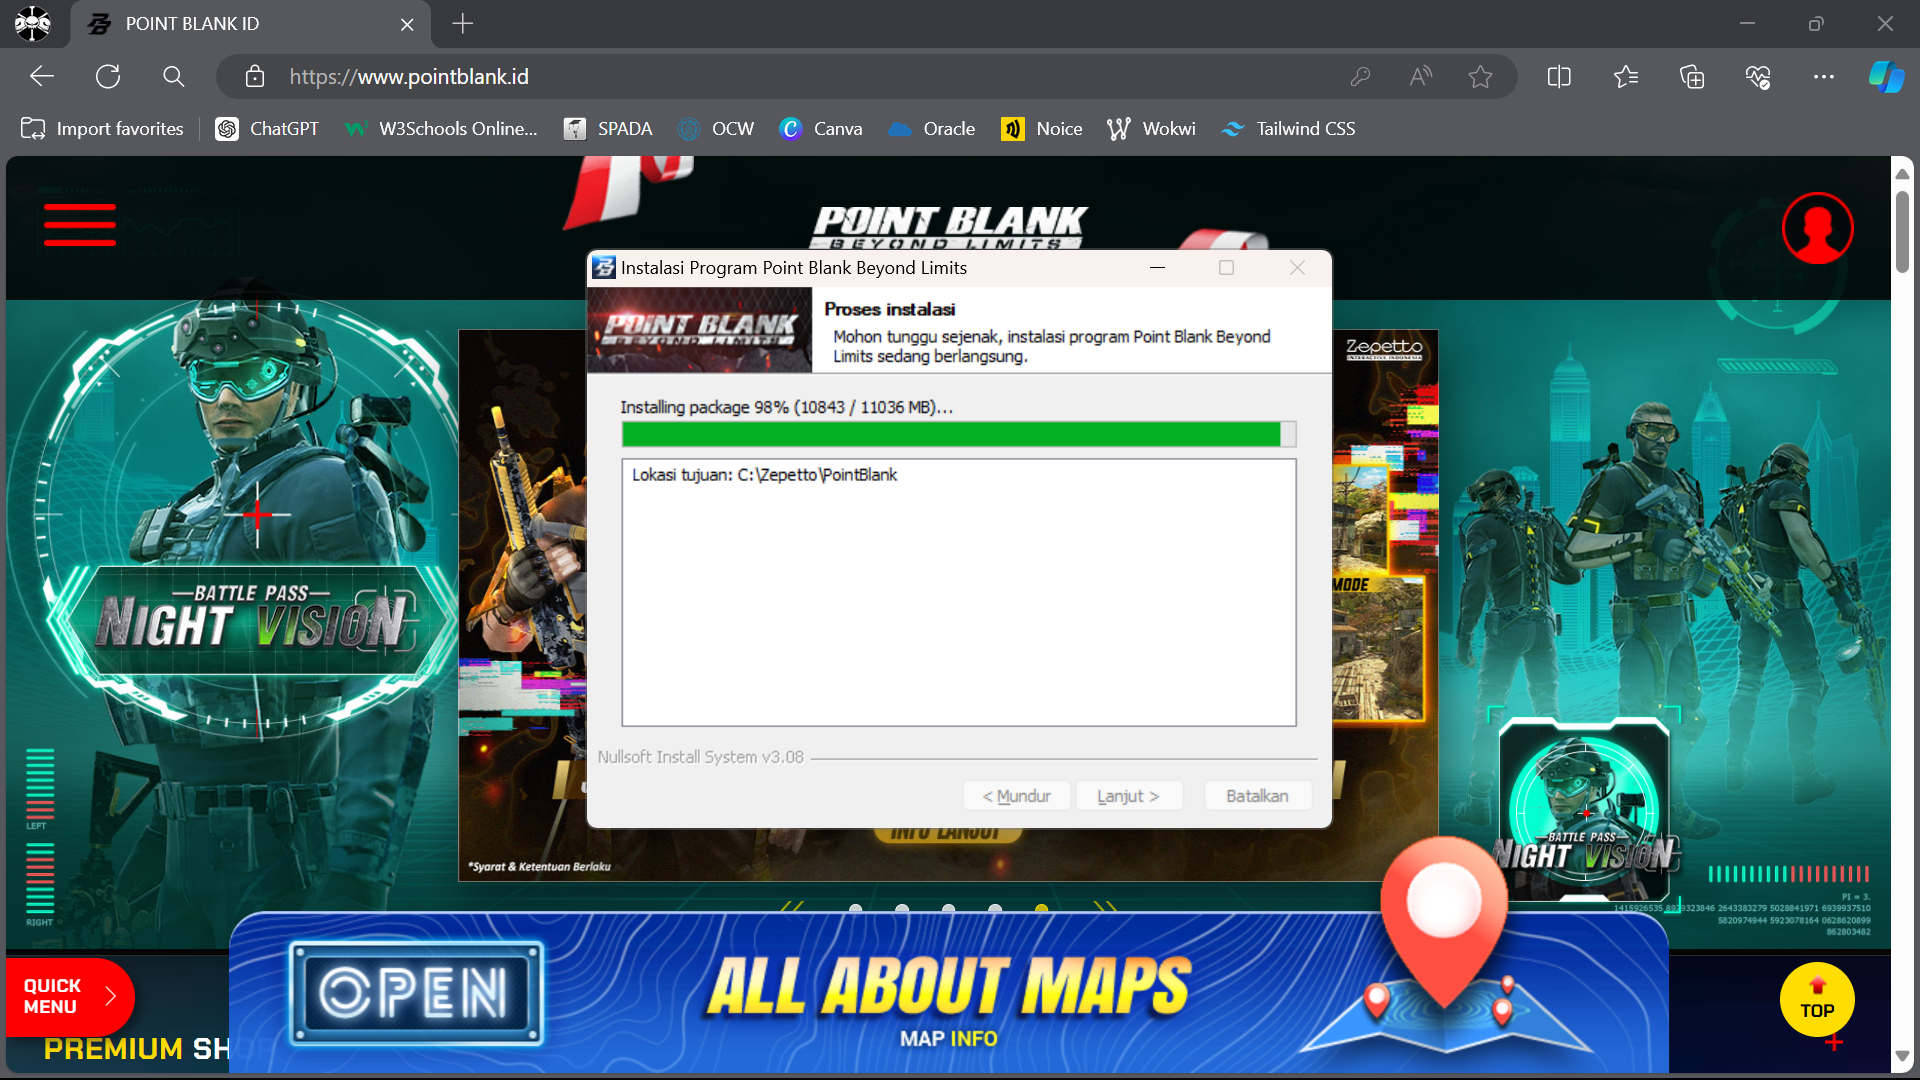 POINT BLANK ID
https://www.pointblank.id
Import favorites
ChatGPT
W3Schools Online...
SPADA
OCW
Canva
Oracle
Noice
Wokwi
Tailwind CSS
POINT BLANK
BEYOND LIMITS
Instalasi Program Point Blank Beyond Limits
POINT BLANK
BEYOND LIMITS
Proses instalasi
Mohon tunggu sejenak, instalasi program Point Blank Beyond
Limits sedang berlangsung.
Zepetto
INTERACTIVE INDONESIA
Installing package 98% (10843 / 11036 MB)...
Lokasi tujuan: C:\Zepetto\PointBlank
MODE
BATTLE PASS
NIGHT VISION
Nullsoft Install System v3.08
< Mundur
Lanjut >
Batalkan
LEFT
RIGHT
INFO LANJUT
*Syarat & Ketentuan Berlaku
BATTLE PASS
NIGHT VISION
PI = 3.
1415926535 8979323846 2643383279 5028841971 6939937510
5820974944 5923078164 0628620899
862803482
OPEN
ALL ABOUT MAPS
MAP INFO
QUICK
MENU
TOP
PREMIUM SHOP